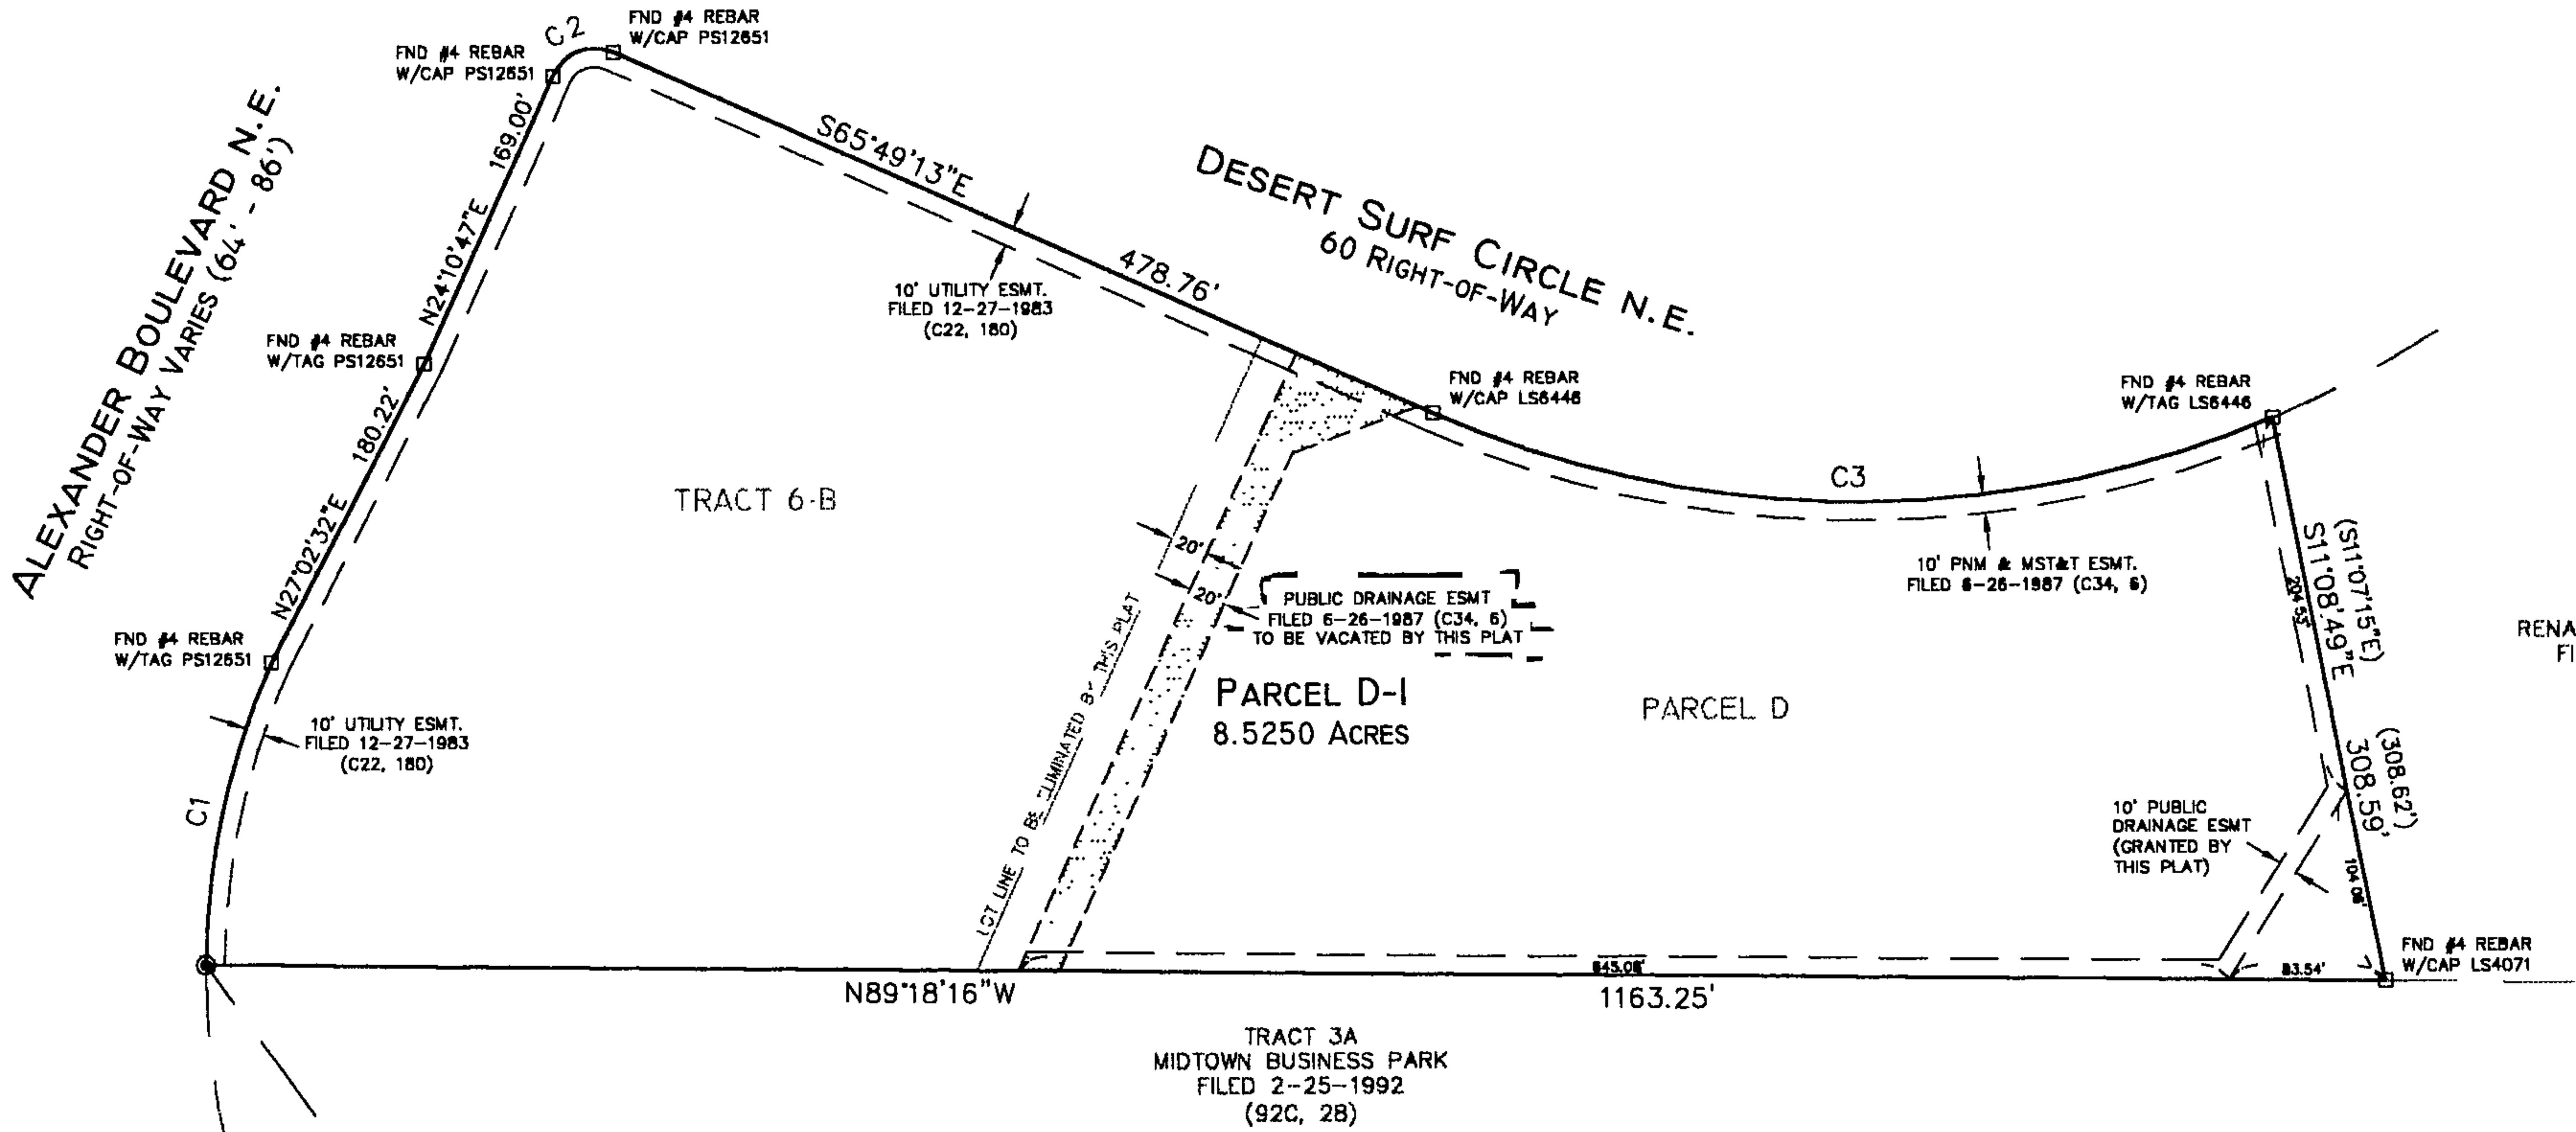 C2
FND #4 REBAR
W/CAP PS12651
FND #4 REBAR
W/CAP PS12651
ALEXANDER BOULEVARD N.E.
RIGHT-OF-WAY VARIES (64' - 86')
169.00'
N24°10'47"E
S65°49'13"E
478.76'
DESERT SURF CIRCLE N.E.
60 RIGHT-OF-WAY
10' UTILITY ESMT.
FILED 12-27-1983
(C22, 180)
FND #4 REBAR
W/TAG PS12651
180.22'
N27°02'32"E
FND #4 REBAR
W/CAP LS6446
FND #4 REBAR
W/TAG LS6446
TRACT 6-B
C3
20'
20'
PUBLIC DRAINAGE ESMT
FILED 6-26-1987 (C34, 6)
TO BE VACATED BY THIS PLAT
10' PNM & MST&T ESMT.
FILED 6-26-1987 (C34, 6)
(S11°07'15"E)
S11°08'49"E
204.53'
RENA
FI
FND #4 REBAR
W/TAG PS12651
10' UTILITY ESMT.
FILED 12-27-1983
(C22, 180)
C1
LOT LINE TO BE ELIMINATED BY THIS PLAT
PARCEL D-1
8.5250 ACRES
PARCEL D
(308.62')
308.59'
10' PUBLIC
DRAINAGE ESMT
(GRANTED BY
THIS PLAT)
104.06'
FND #4 REBAR
W/CAP LS4071
N89°18'16"W
1163.25'
83.54'
TRACT 3A
MIDTOWN BUSINESS PARK
FILED 2-25-1992
(92C, 28)